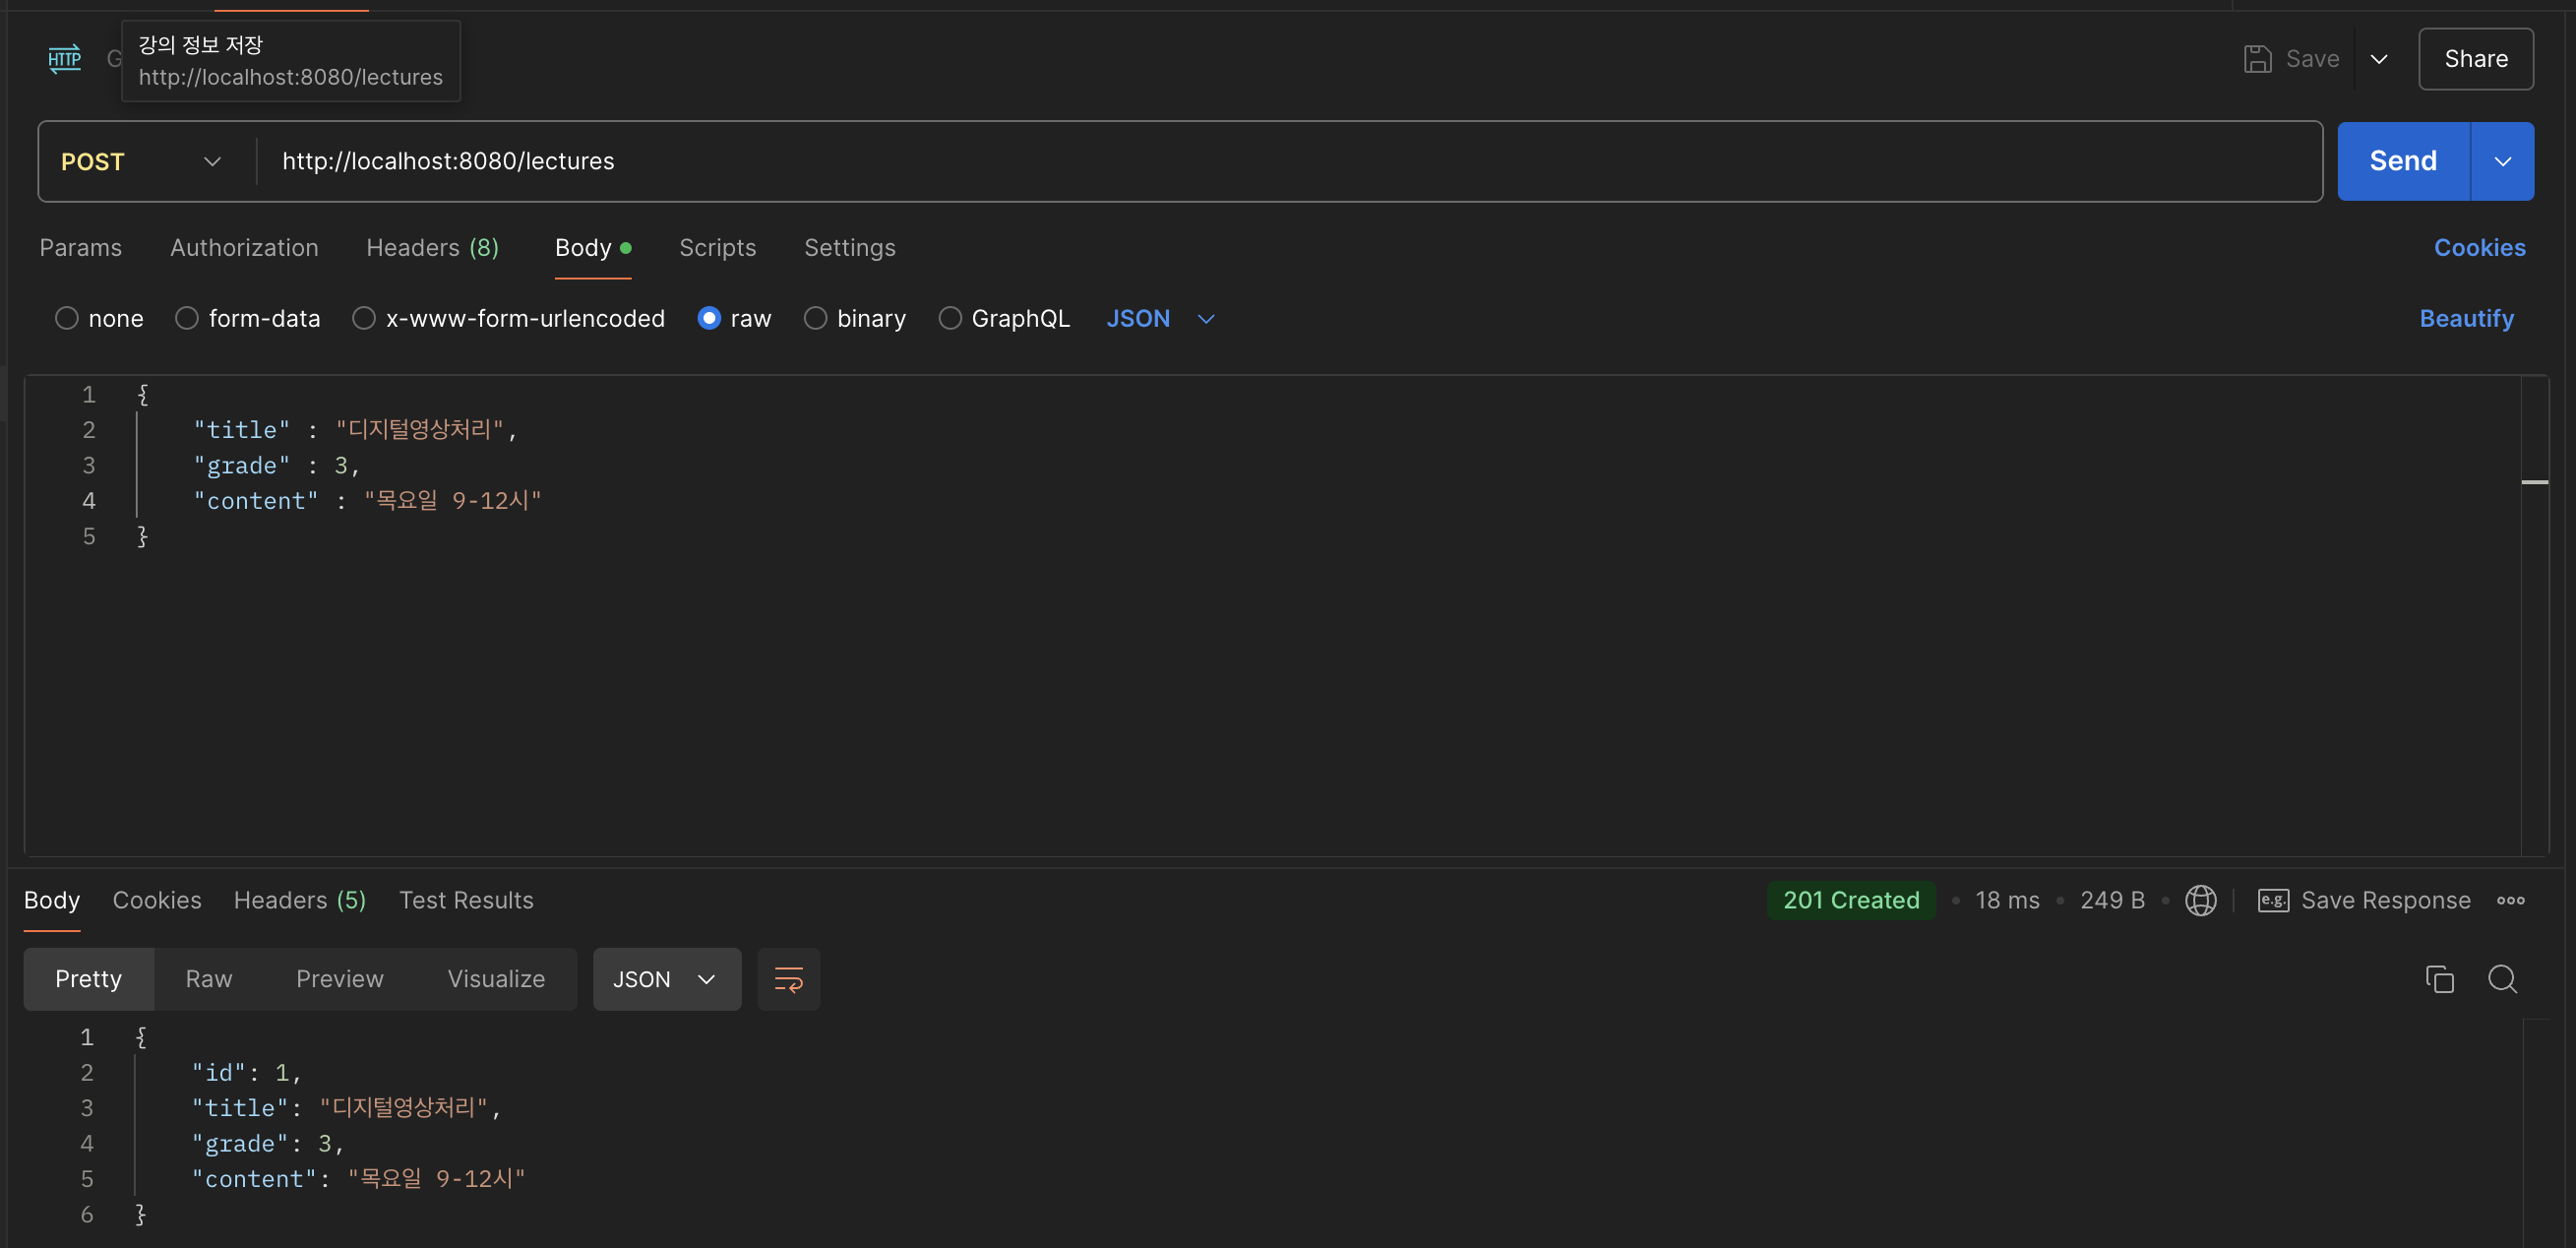 강의 정보 저장
http://localhost:8080/lectures
HTTP G
Save
Share
POST http://localhost:8080/lectures Send
Params Authorization Headers (8) Body Scripts Settings Cookies
none form-data x-www-form-urlencoded raw binary GraphQL JSON Beautify
1 {
2 "title" : "디지털영상처리",
3 "grade" : 3,
4 "content" : "목요일 9-12시"
5 }
Body Cookies Headers (5) Test Results 201 Created 18 ms 249 B e.g. Save Response
Pretty Raw Preview Visualize JSON
1 {
2 "id": 1,
3 "title": "디지털영상처리",
4 "grade": 3,
5 "content": "목요일 9-12시"
6 }